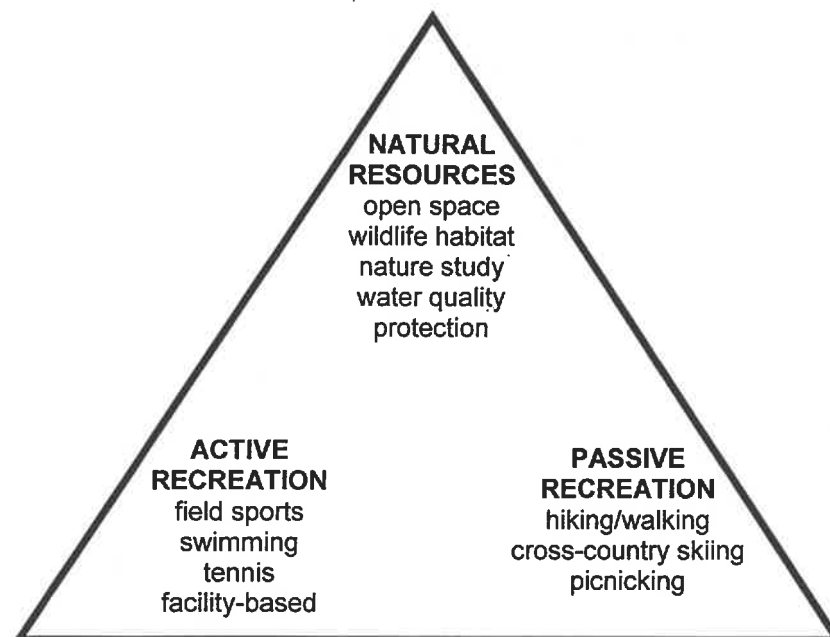 NATURAL
RESOURCES
open space
wildlife habitat
nature study
water quality
protection
ACTIVE
RECREATION
field sports
swimming
tennis
facility-based
PASSIVE
RECREATION
hiking/walking
cross-country skiing
picnicking